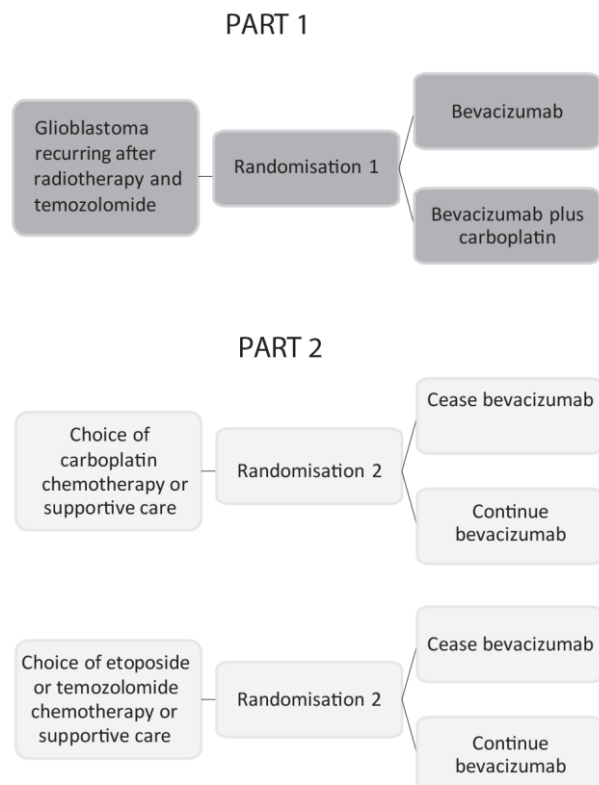 PART 1
Glioblastoma
recurring after
radiotherapy and
temozolomide
Randomisation 1
Bevacizumab
Bevacizumab plus
carboplatin
PART 2
Choice of
carboplatin
chemotherapy or
supportive care
Randomisation 2
Cease bevacizumab
Continue
bevacizumab
Choice of etoposide
or temozolomide
chemotherapy or
supportive care
Randomisation 2
Cease bevacizumab
Continue
bevacizumab